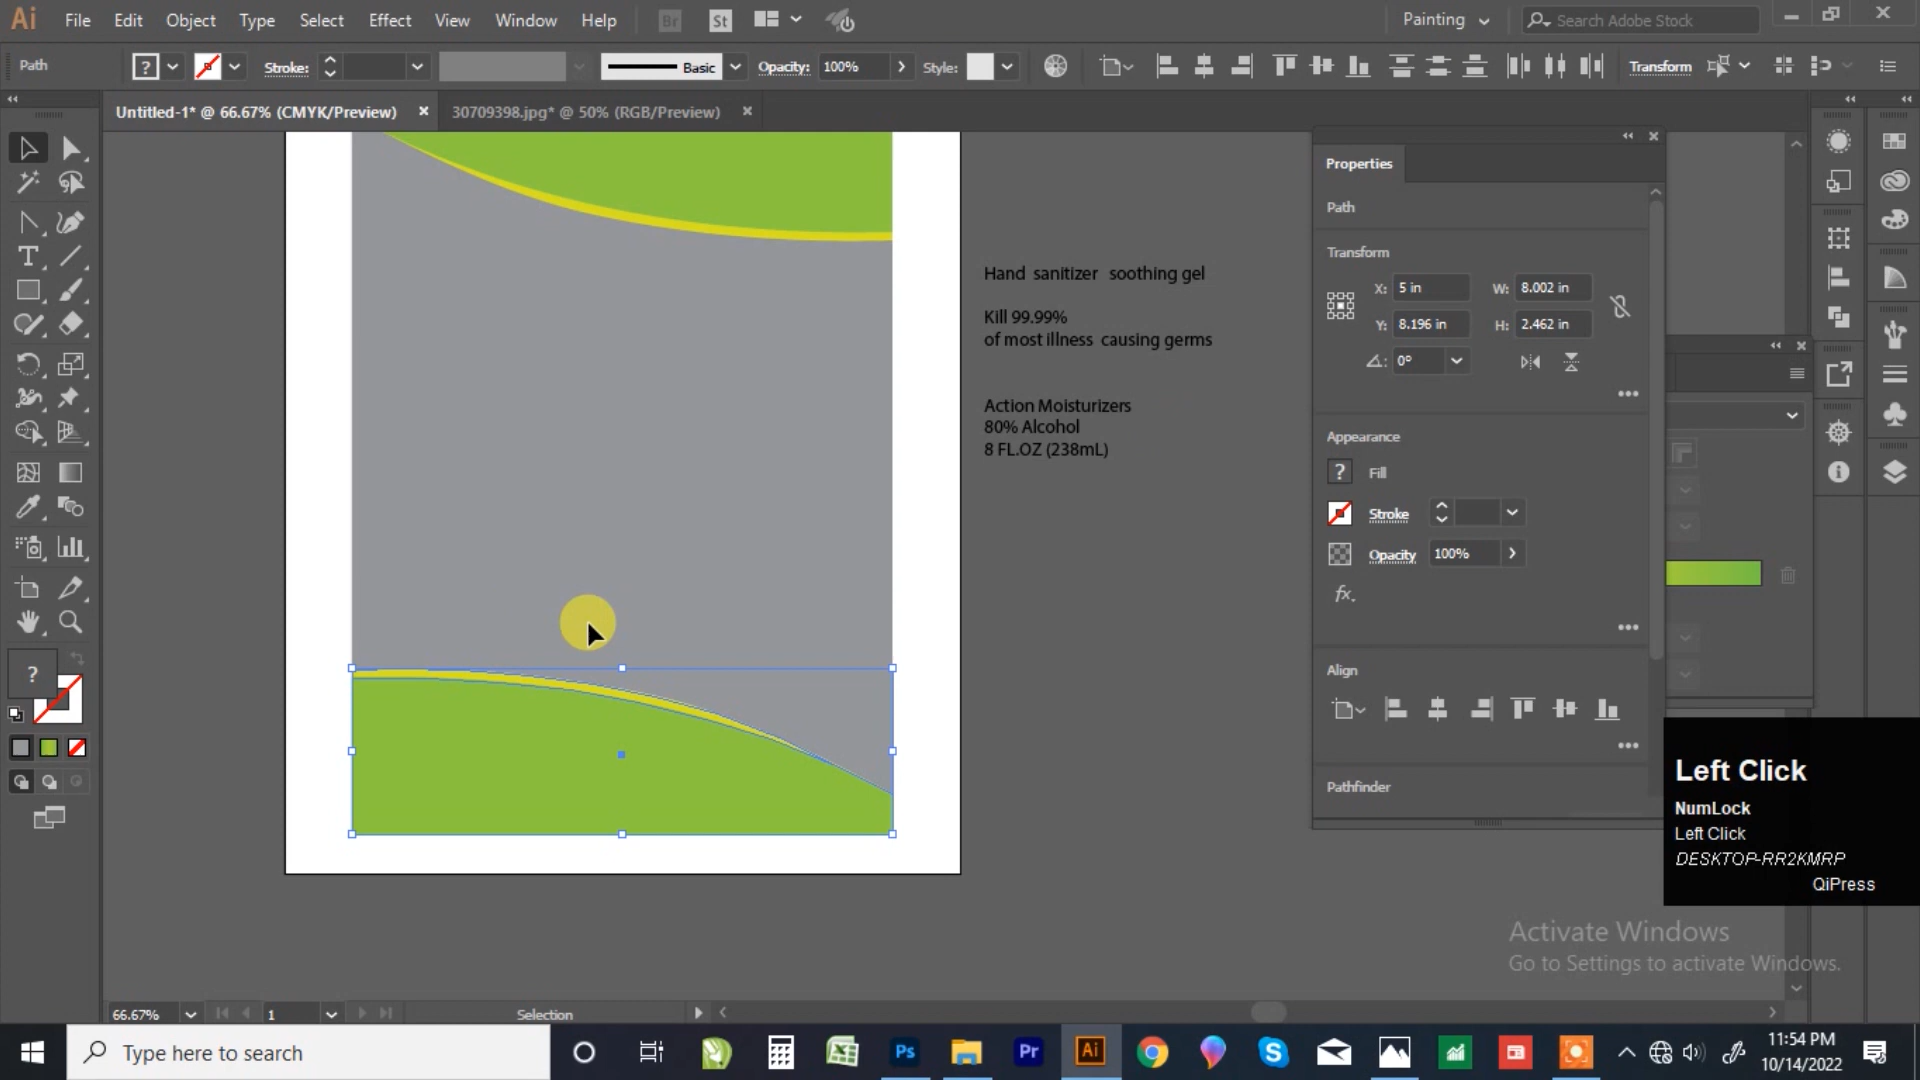 Ai File Edit Object Type Select Effect View Window Help Br St Painting Search Adobe Stock
Path ? Stroke: Basic Opacity: 100% Style: Transform
Untitled-1* @ 66.67% (CMYK/Preview) 30709398.jpg* @ 50% (RGB/Preview)
Properties
Path
Transform
X: 5 in W: 8.002 in
Y: 8.196 in H: 2.462 in
0°
Appearance
? Fill
Stroke
Opacity 100%
fx.
Align
Pathfinder
Hand sanitizer soothing gel
Kill 99.99%
of most illness causing germs
Action Moisturizers
80% Alcohol
8 FL.OZ (238mL)
?
Left Click
NumLock
Left Click
DESKTOP-RR2KMRP
QiPress
Activate Windows
Go to Settings to activate Windows.
66.67% 1 Selection
Type here to search Ps Pr Ai 11:54 PM
10/14/2022